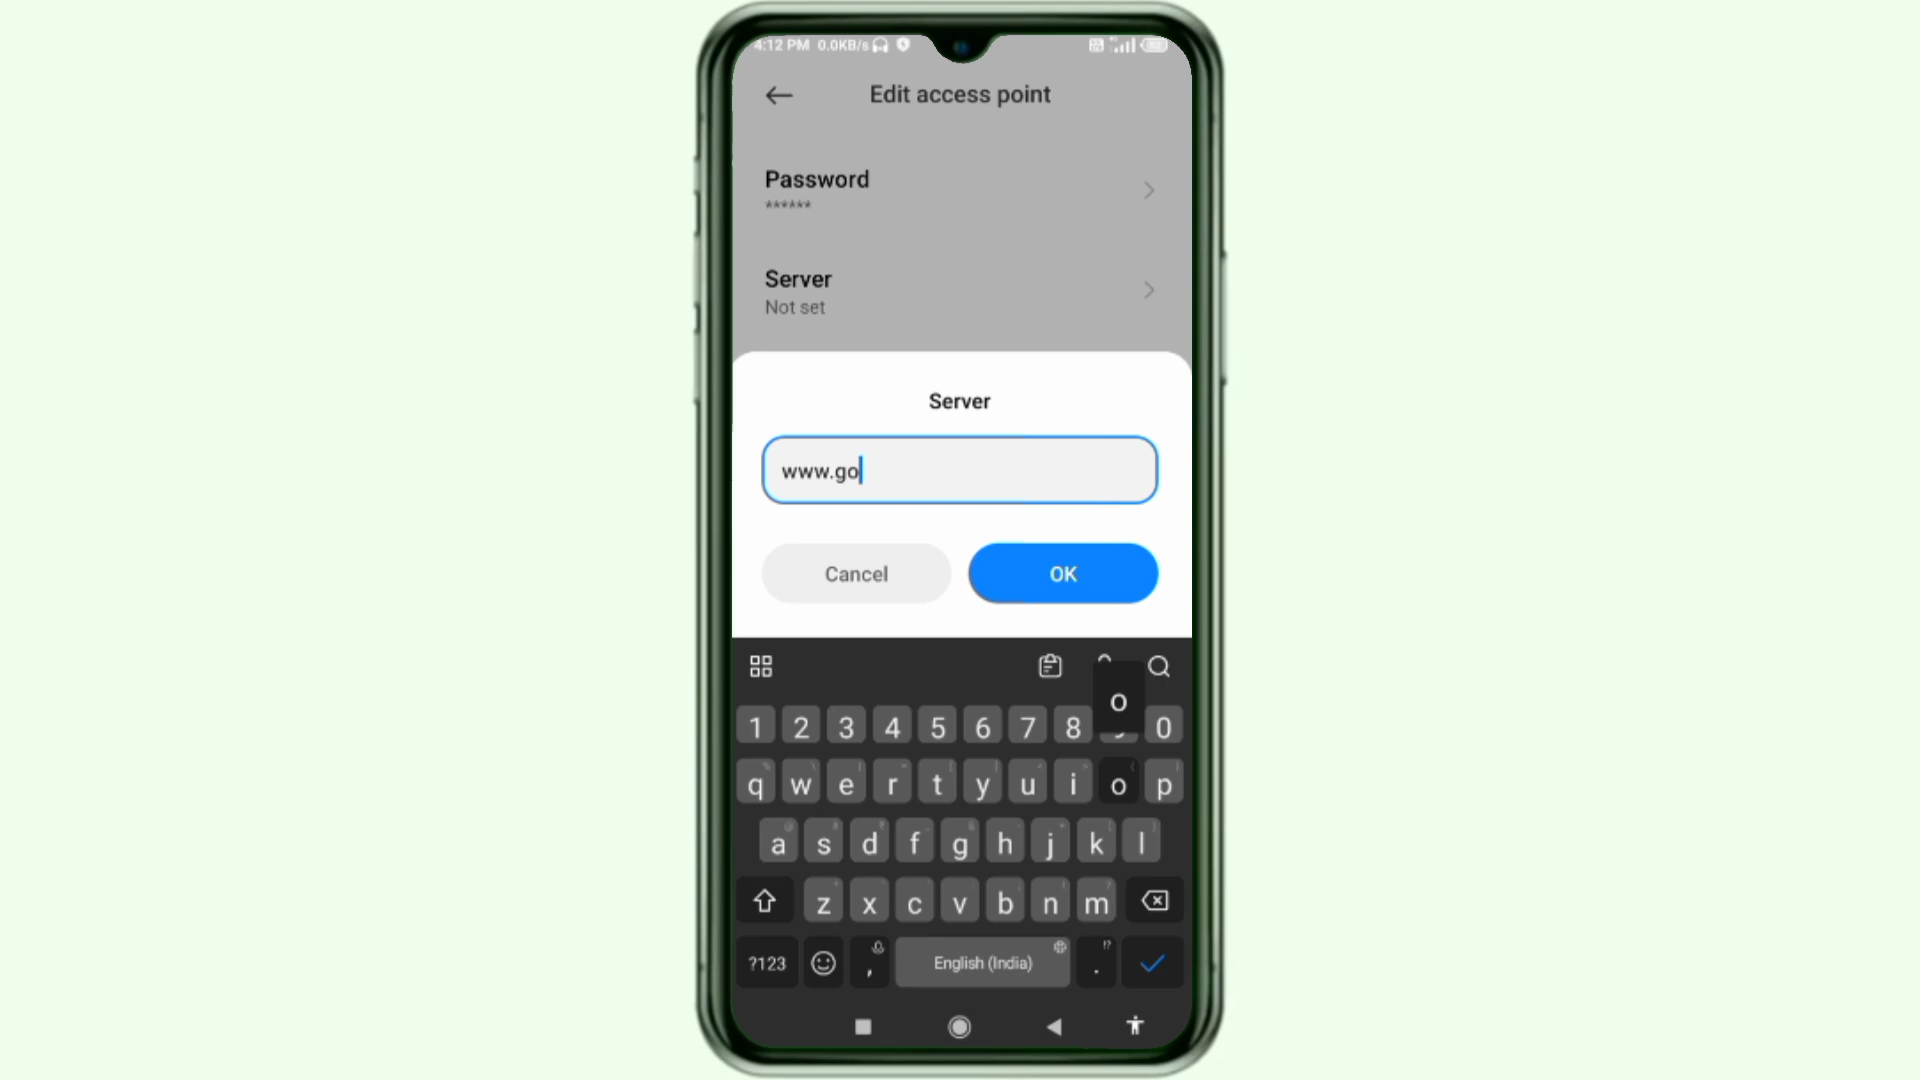 4:12 PM 0.0KB/s
Edit access point
Password
******
Server
Not set
Server
www.go
Cancel
OK
o
1 2 3 4 5 6 7 8 0
q w e r t y u i o p
a s d f g h j k l
z x c v b n m
?123 , English (India) . !?